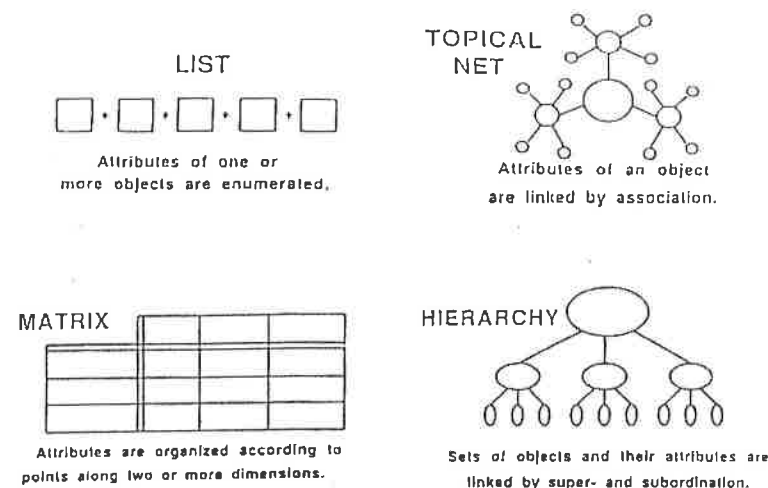 LIST
Attributes of one or
more objects are enumerated.
TOPICAL
NET
Attributes of an object
are linked by association.
MATRIX
Attributes are organized according to
points along two or more dimensions.
HIERARCHY
Sets of objects and their attributes are
linked by super- and subordination.